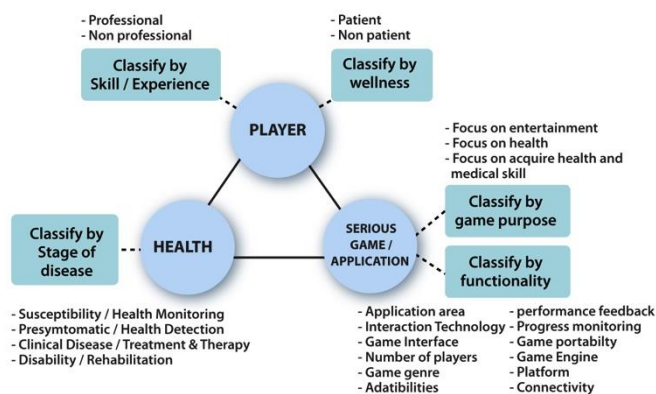 - Professional
- Non professional
Classify by
Skill / Experience
- Patient
- Non patient
Classify by
wellness
PLAYER
- Focus on entertainment
- Focus on health
- Focus on acquire health and
medical skill
Classify by
game purpose
Classify by
Stage of
disease
HEALTH
SERIOUS
GAME /
APPLICATION
Classify by
functionality
- Susceptibility / Health Monitoring
- Presymtomatic / Health Detection
- Clinical Disease / Treatment & Therapy
- Disability / Rehabilitation
- Application area
- Interaction Technology
- Game Interface
- Number of players
- Game genre
- Adatibilities
- performance feedback
- Progress monitoring
- Game portabilty
- Game Engine
- Platform
- Connectivity